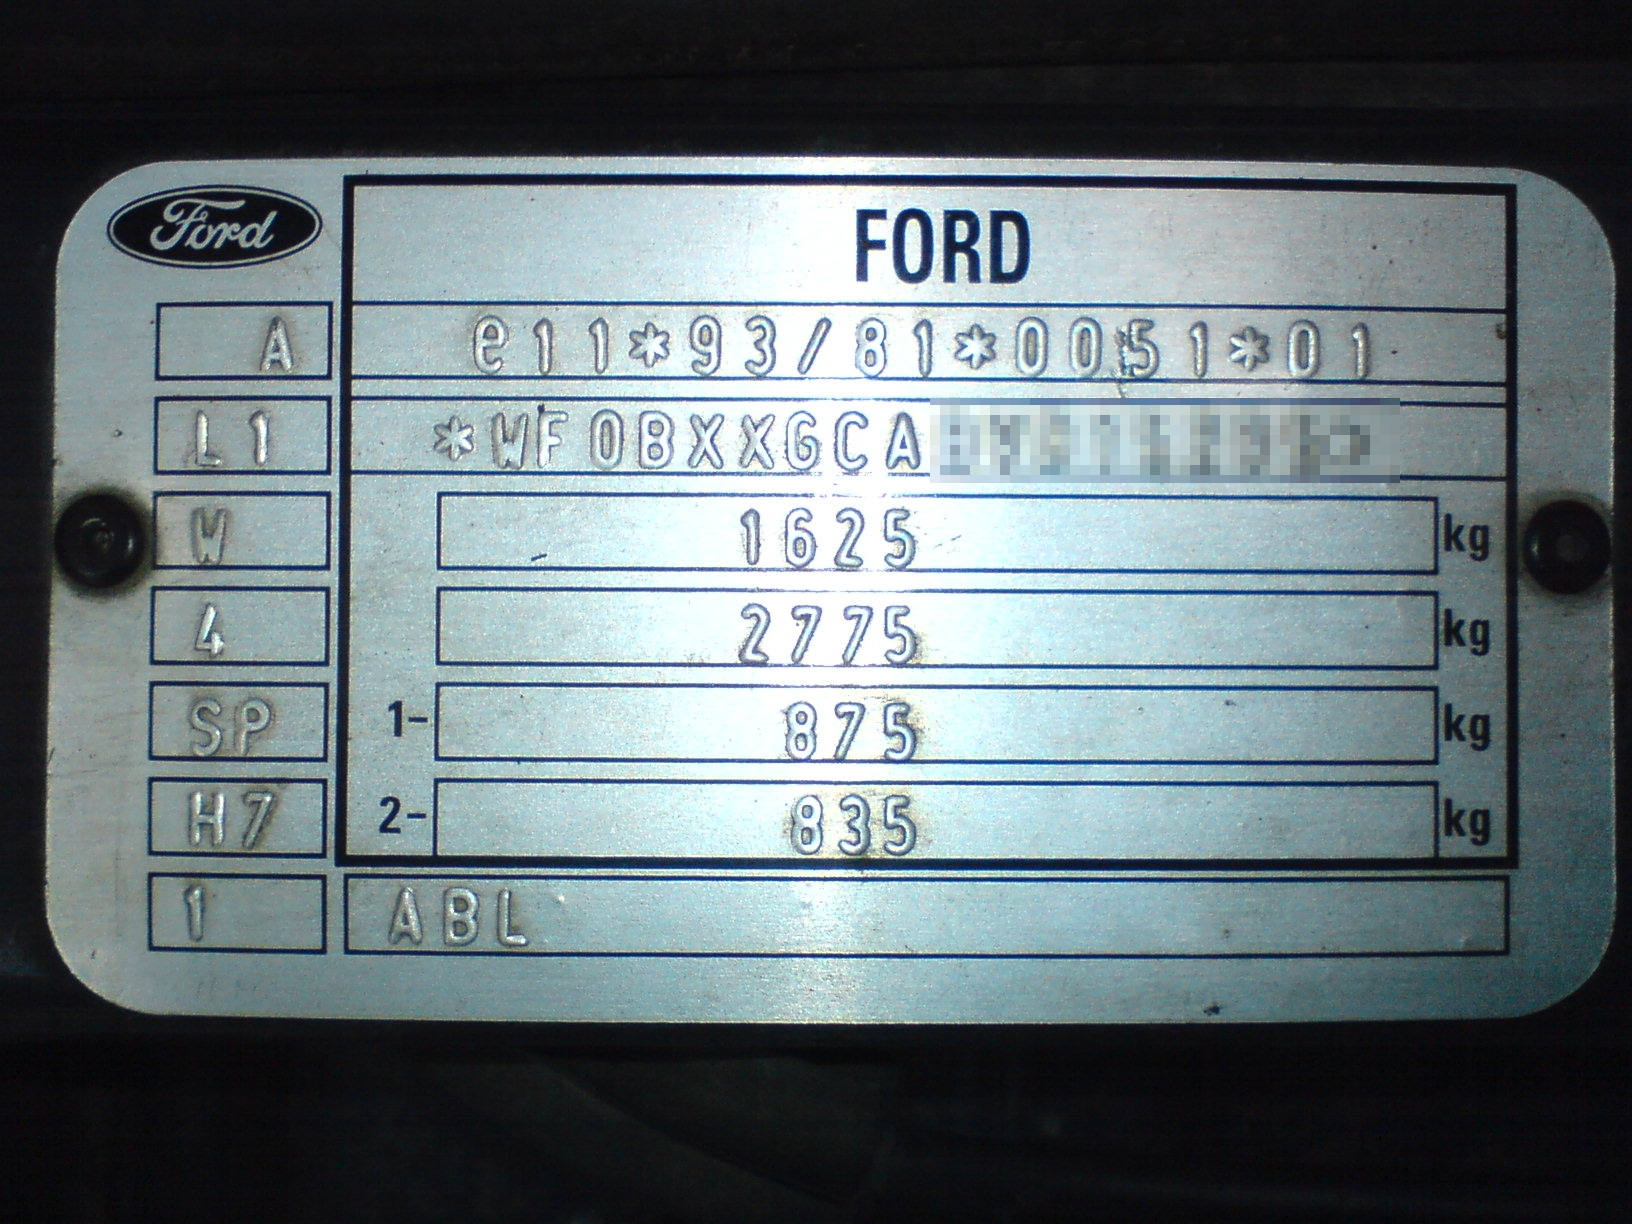 Ford
FORD
A e11*93/81*0051*01
L1 *WF0BXXGCA
W 1625 kg
4 2775 kg
SP 1- 875 kg
H7 2- 835 kg
1 ABL